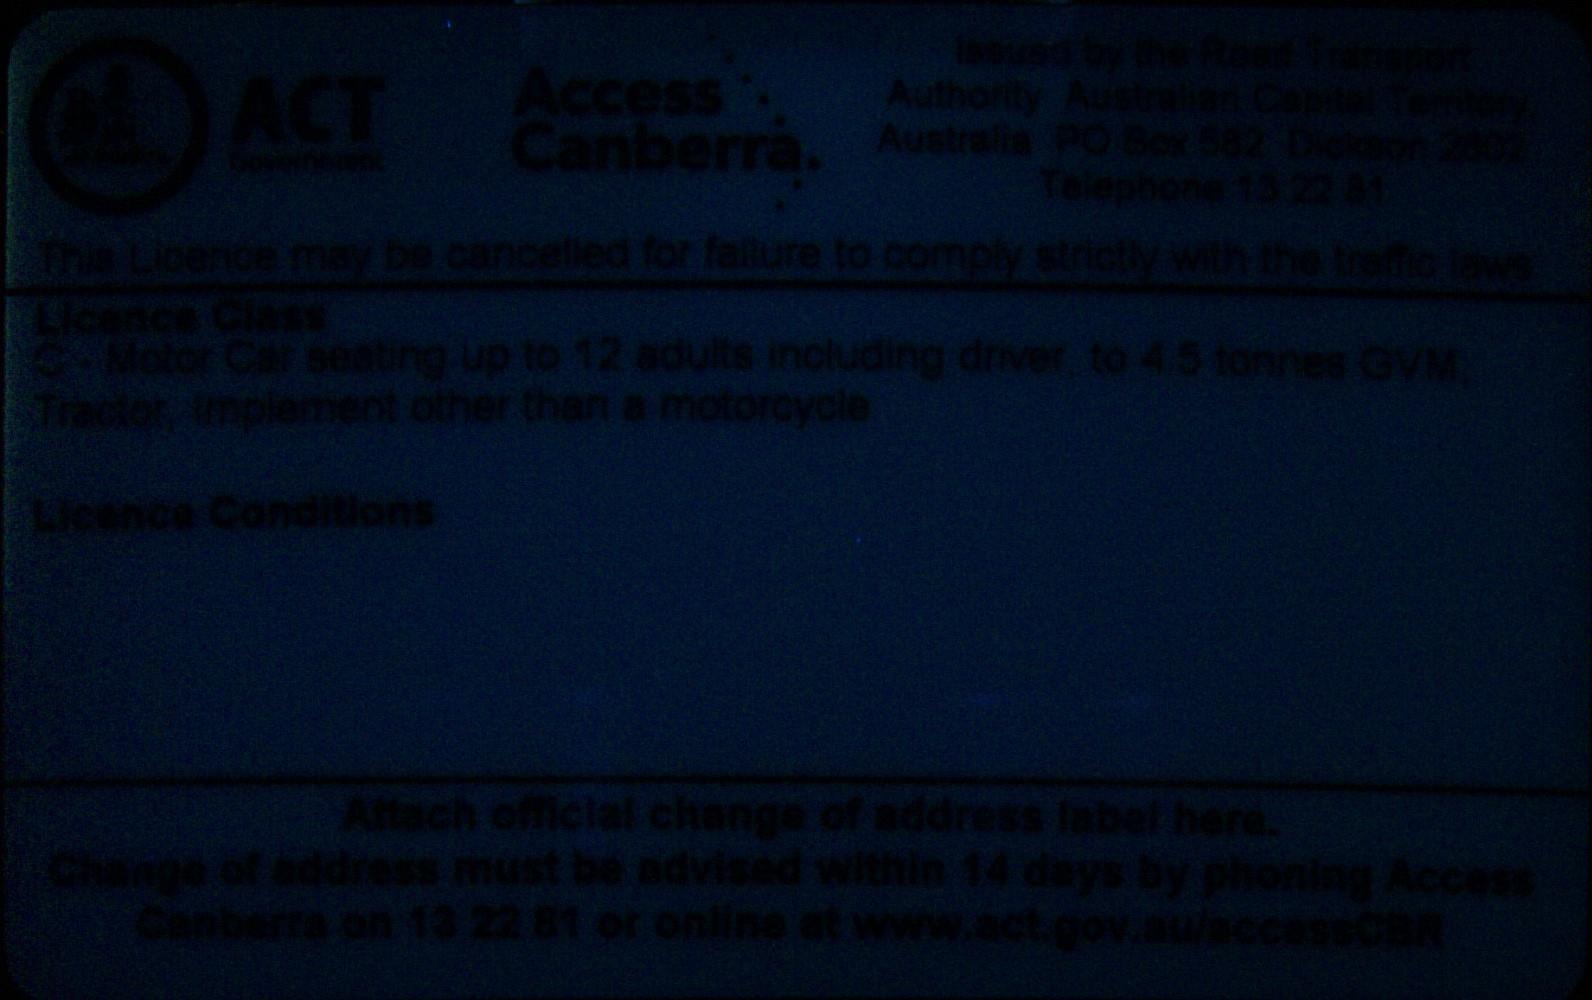 ACT
Government
Access
Canberra.
Issued by the Road Transport
Authority Australian Capital Territory,
Australia PO Box 582 Dickson 2602
Telephone 13 22 81
This Licence may be cancelled for failure to comply strictly with the traffic laws
Licence Class
C - Motor Car seating up to 12 adults including driver, to 4.5 tonnes GVM;
Tractor, Implement other than a motorcycle
Licence Conditions
Attach official change of address label here.
Change of address must be advised within 14 days by phoning Access
Canberra on 13 22 81 or online at www.act.gov.au/accessCBR